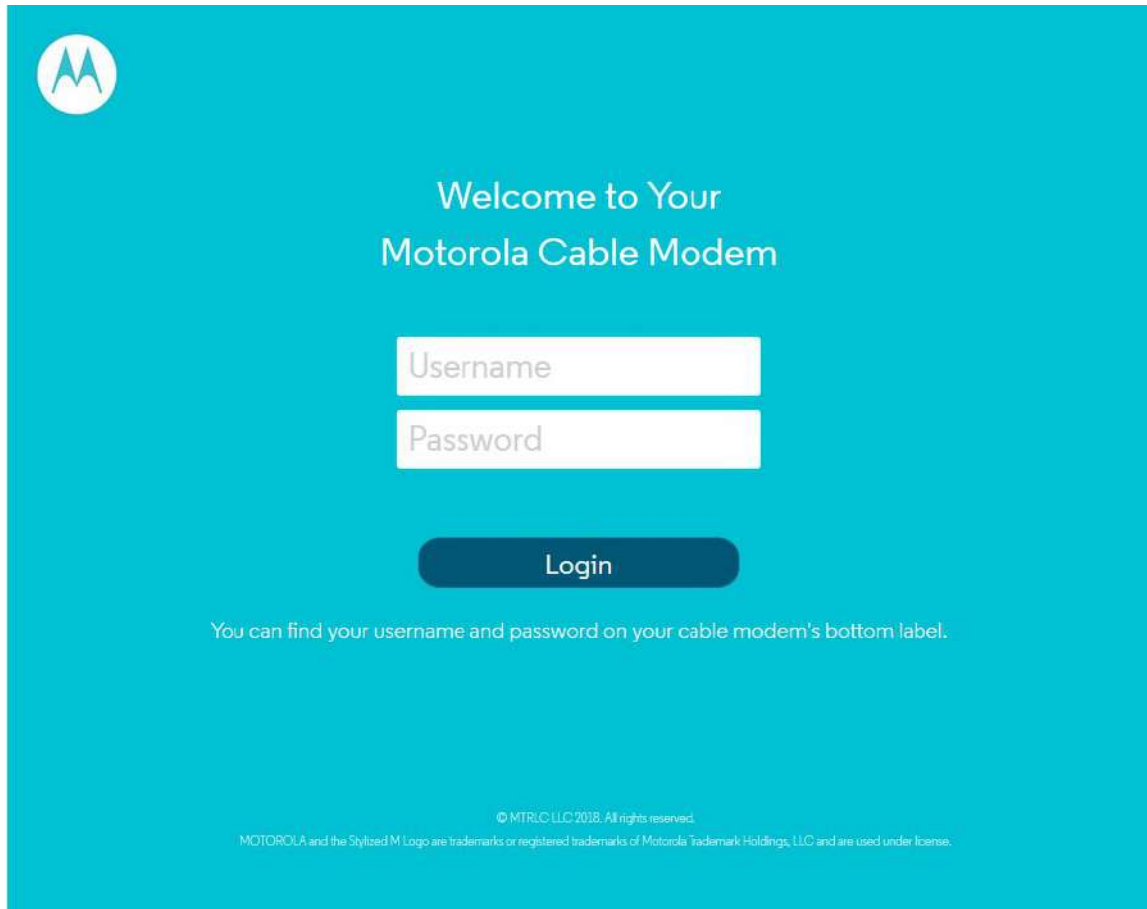 Welcome to Your
Motorola Cable Modem
Username
Password
Login
You can find your username and password on your cable modem's bottom label.
© MTRLC LLC 2018. All rights reserved.
MOTOROLA and the Stylized M Logo are trademarks or registered trademarks of Motorola Trademark Holdings, LLC and are used under license.